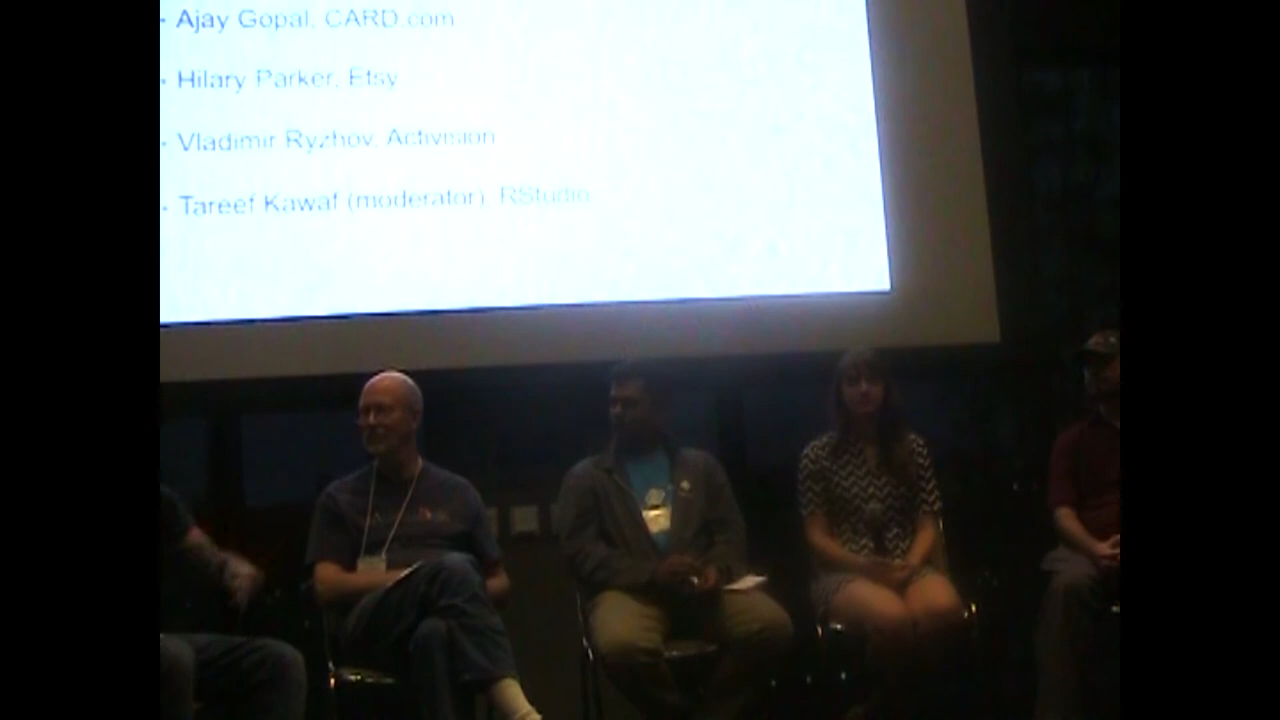 • Ajay Gopal, CARD.com
• Hilary Parker, Etsy
• Vladimir Ryzhov, Activision
• Tareef Kawaf (moderator), RStudio